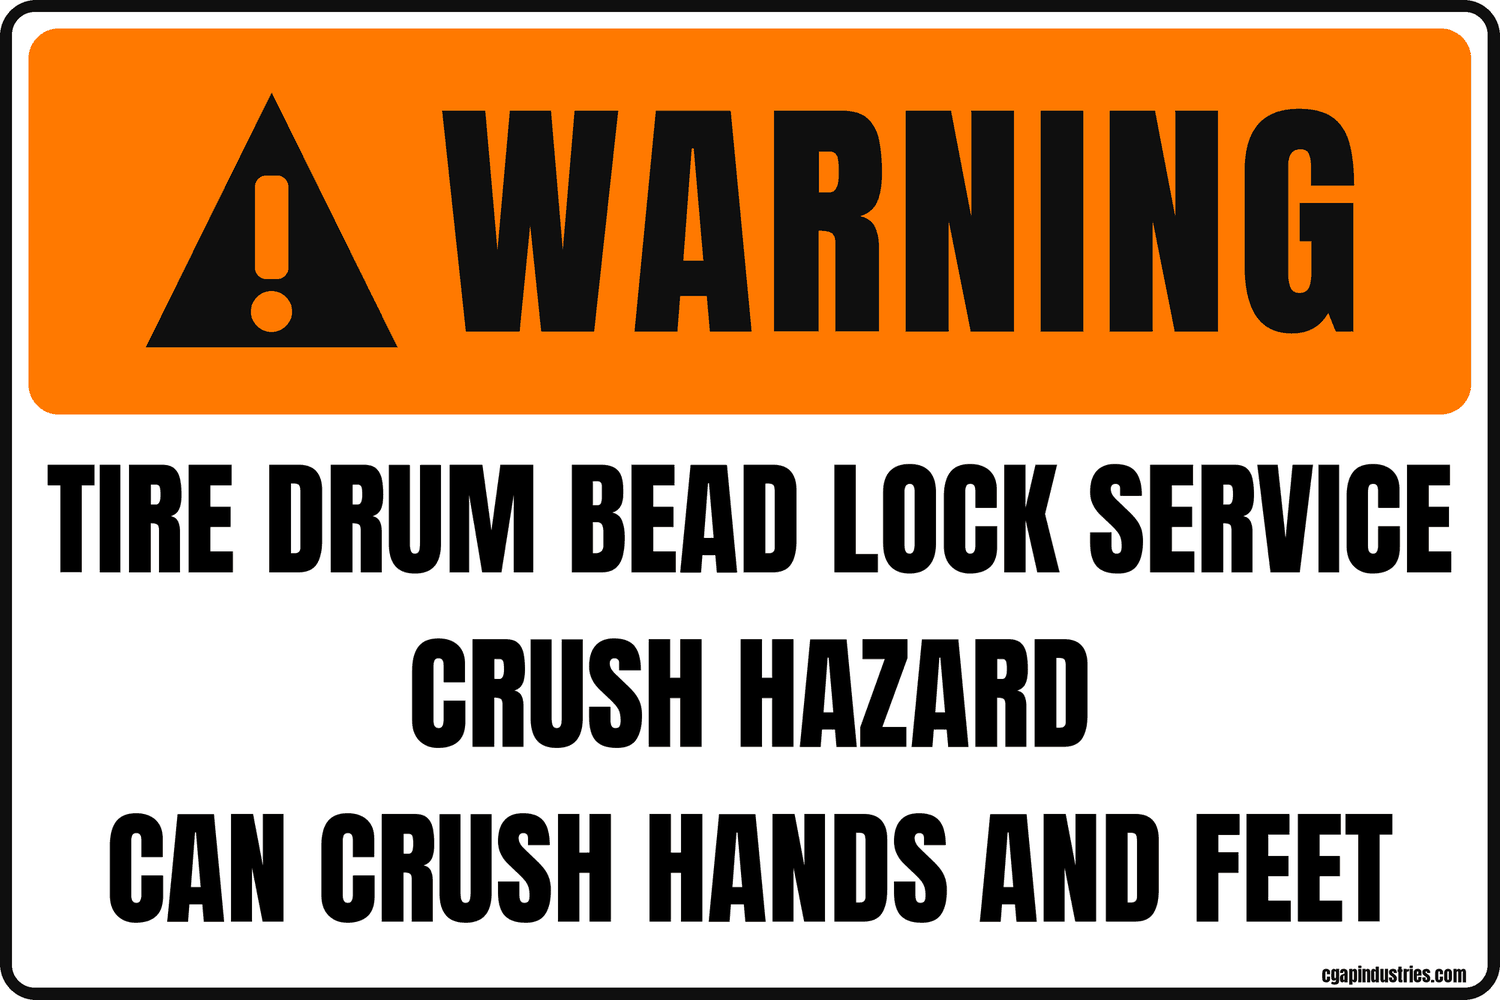 WARNING
TIRE DRUM BEAD LOCK SERVICE
CRUSH HAZARD
CAN CRUSH HANDS AND FEET
cgapindustries.com